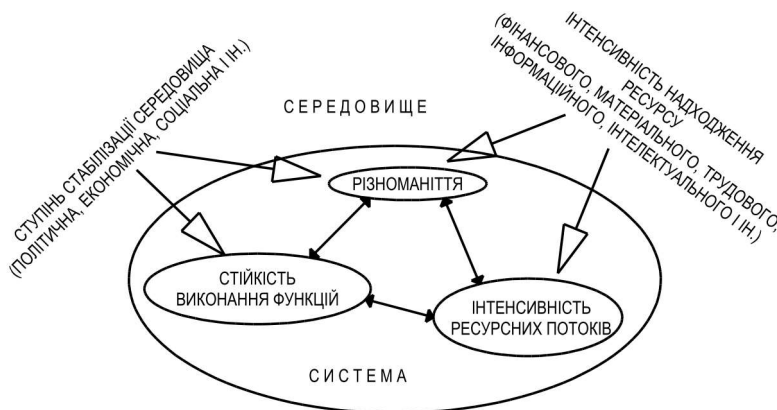 СТУПІНЬ СТАБІЛІЗАЦІЇ СЕРЕДОВИЩА
(ПОЛІТИЧНА, ЕКОНОМІЧНА, СОЦІАЛЬНА І ІН.)
ІНТЕНСИВНІСТЬ НАДХОДЖЕННЯ
РЕСУРСУ
(ФІНАНСОВОГО, МАТЕРІАЛЬНОГО, ТРУДОВОГО,
ІНФОРМАЦІЙНОГО, ІНТЕЛЕКТУАЛЬНОГО І ІН.)
СЕРЕДОВИЩЕ
РІЗНОМАНІТТЯ
СТІЙКІСТЬ
ВИКОНАННЯ ФУНКЦІЙ
ІНТЕНСИВНІСТЬ
РЕСУРСНИХ ПОТОКІВ
СИСТЕМА